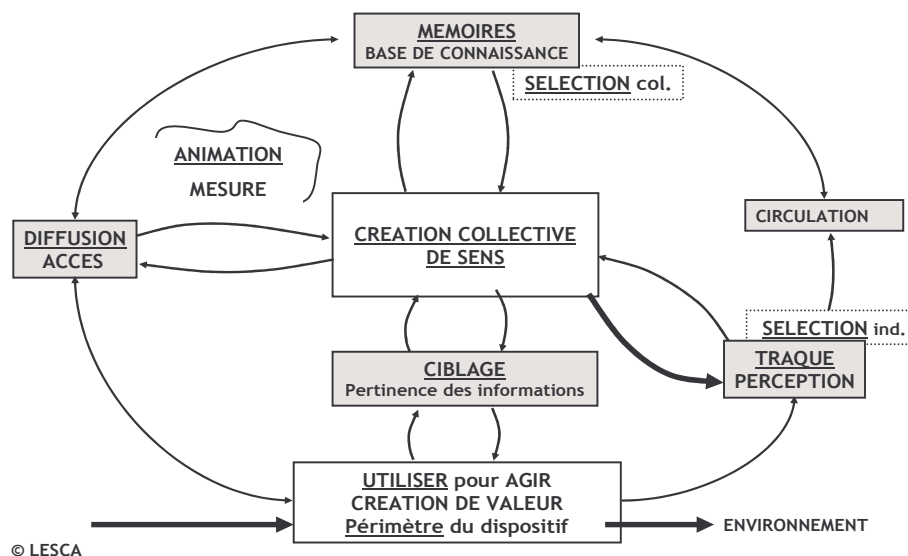 MEMOIRES
BASE DE CONNAISSANCE
SELECTION col.
ANIMATION
MESURE
CIRCULATION
DIFFUSION
ACCES
CREATION COLLECTIVE
DE SENS
SELECTION ind.
TRAQUE
PERCEPTION
CIBLAGE
Pertinence des informations
UTILISER pour AGIR
CREATION DE VALEUR
Périmètre du dispositif
ENVIRONNEMENT
© LESCA